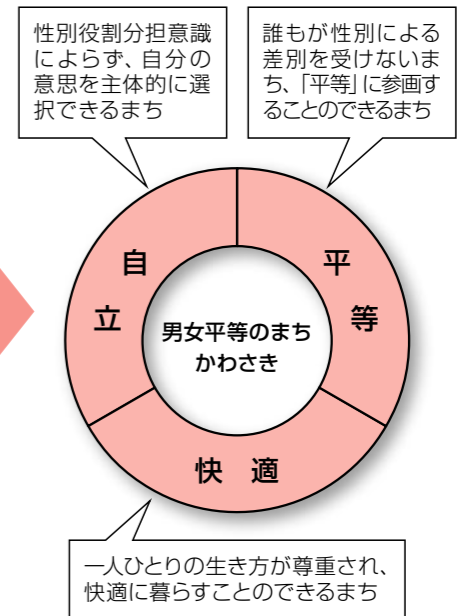 性別役割分担意識
によらず、自分の
意思を主体的に選
択できるまち
誰もが性別による
差別を受けないま
ち、「平等」に参画す
ることのできるまち
自立
平等
男女平等のまち
かわさき
快適
一人ひとりの生き方が尊重され、
快適に暮らすことのできるまち